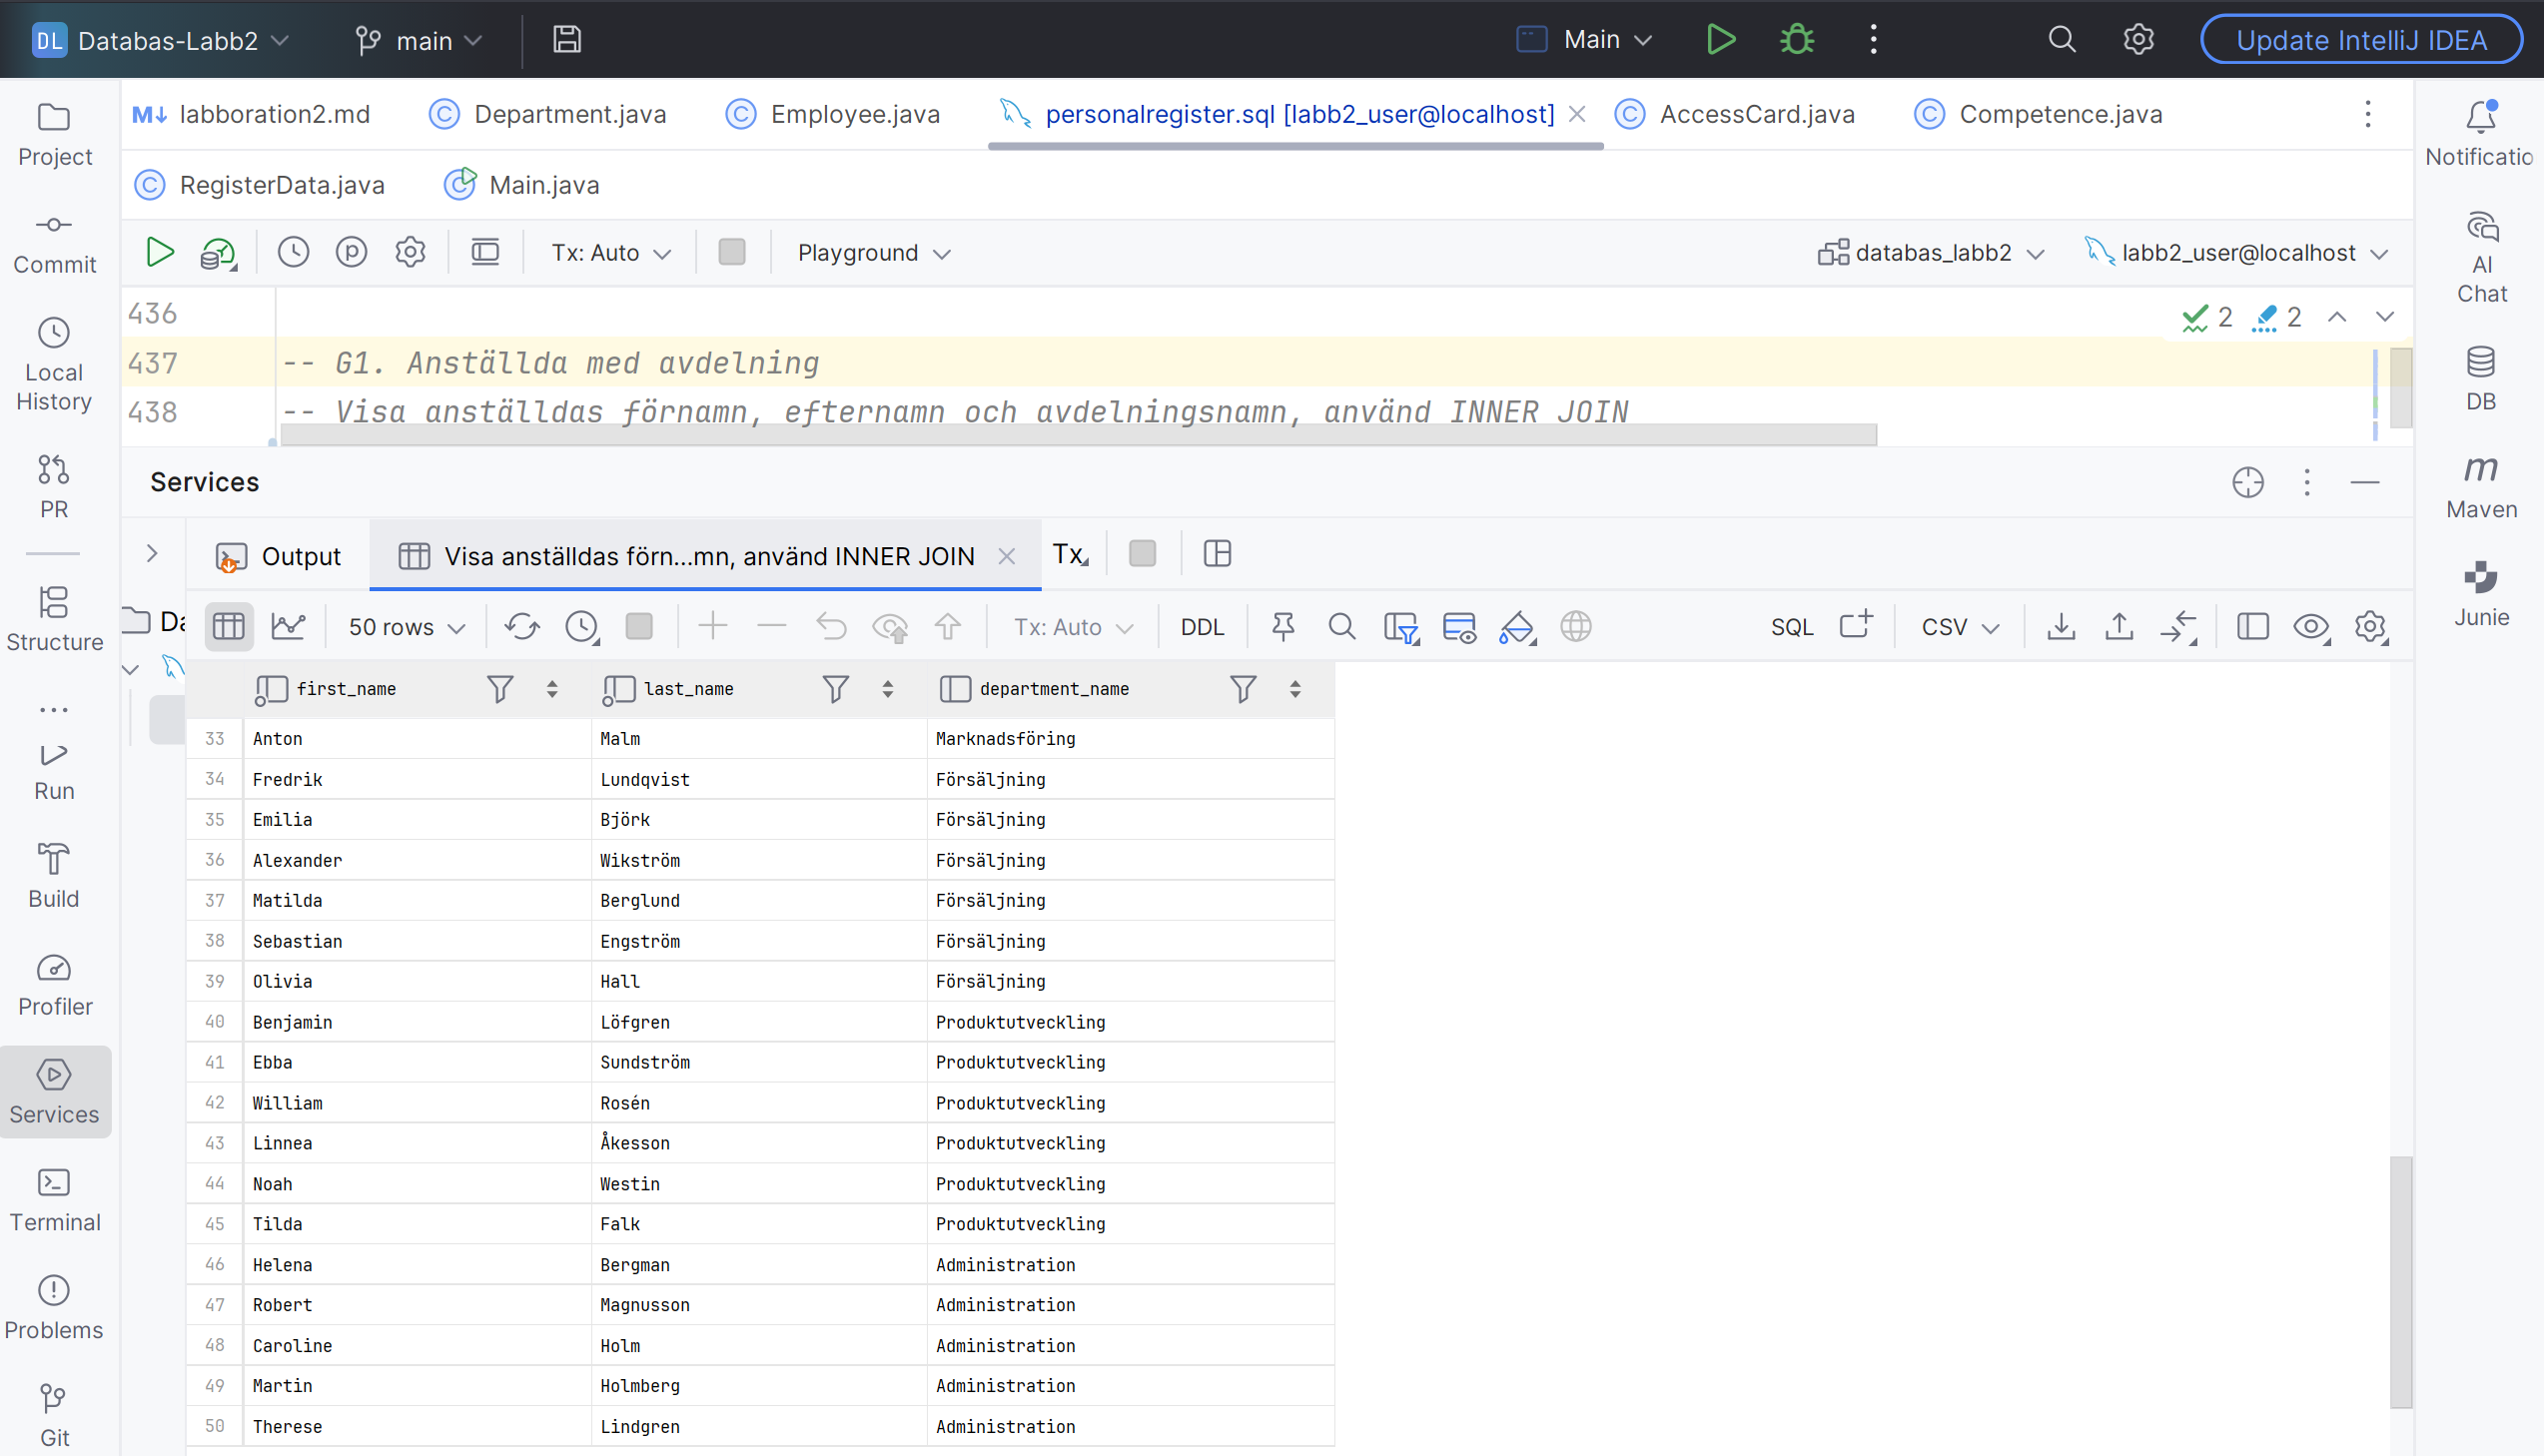 DL Databas-Labb2 main Main Update IntelliJ IDEA
M↓ labboration2.md Department.java Employee.java personalregister.sql [labb2_user@localhost] AccessCard.java Competence.java
RegisterData.java Main.java
Tx: Auto Playground databas_labb2 labb2_user@localhost
436 2 2
437 -- G1. Anställda med avdelning
438 -- Visa anställdas förnamn, efternamn och avdelningsnamn, använd INNER JOIN
Services
Output Visa anställdas förn...mn, använd INNER JOIN Tx
50 rows Tx: Auto DDL SQL CSV
first_name last_name department_name
33 Anton Malm Marknadsföring
34 Fredrik Lundqvist Försäljning
35 Emilia Björk Försäljning
36 Alexander Wikström Försäljning
37 Matilda Berglund Försäljning
38 Sebastian Engström Försäljning
39 Olivia Hall Försäljning
40 Benjamin Löfgren Produktutveckling
41 Ebba Sundström Produktutveckling
42 William Rosén Produktutveckling
43 Linnea Åkesson Produktutveckling
44 Noah Westin Produktutveckling
45 Tilda Falk Produktutveckling
46 Helena Bergman Administration
47 Robert Magnusson Administration
48 Caroline Holm Administration
49 Martin Holmberg Administration
50 Therese Lindgren Administration
Project
Commit
Local
History
PR
Structure
Run
Build
Profiler
Services
Terminal
Problems
Git
Notificatio
AI
Chat
DB
m
Maven
Junie